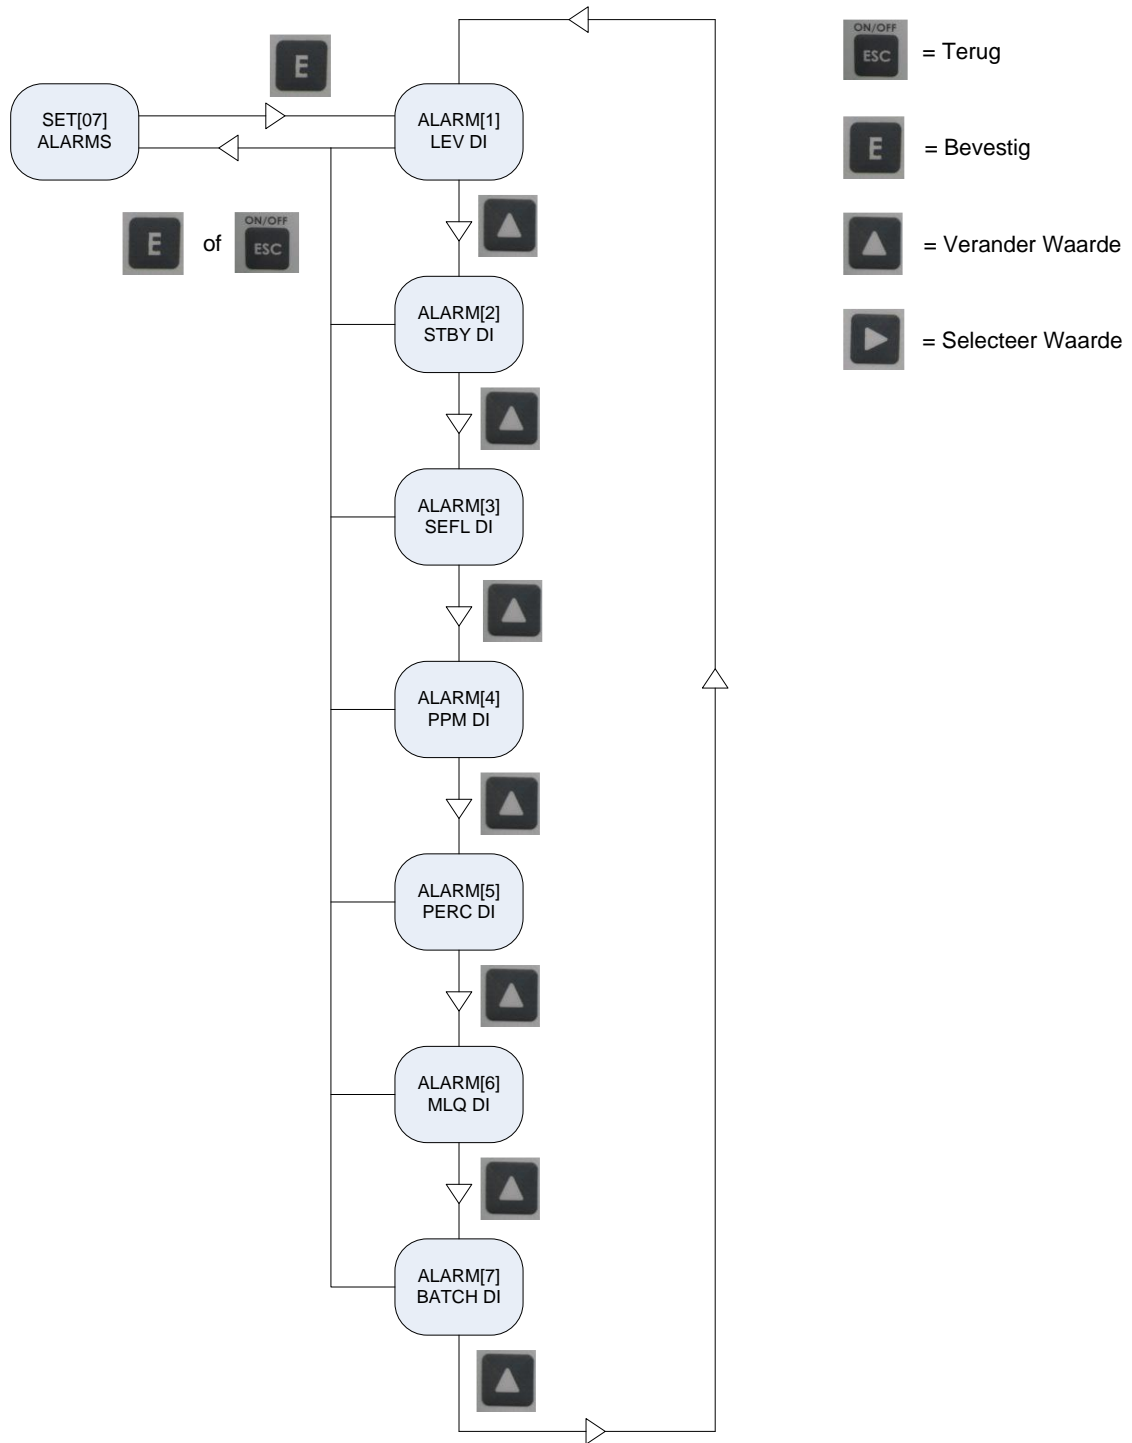 ON/OFF
ESC
= Terug
E
SET[07]
ALARMS
ALARM[1]
LEV DI
E
= Bevestig
E
of
ON/OFF
ESC
= Verander Waarde
ALARM[2]
STBY DI
= Selecteer Waarde
ALARM[3]
SEFL DI
ALARM[4]
PPM DI
ALARM[5]
PERC DI
ALARM[6]
MLQ DI
ALARM[7]
BATCH DI